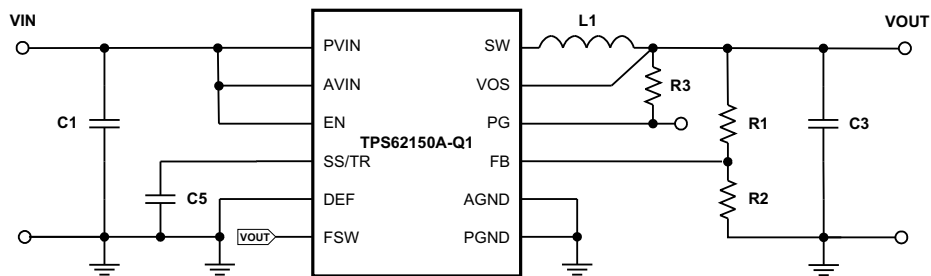 VIN
L1
VOUT
PVIN
SW
AVIN
VOS
R3
C1
EN
PG
R1
C3
TPS62150A-Q1
SS/TR
FB
C5
DEF
AGND
R2
VOUT
FSW
PGND